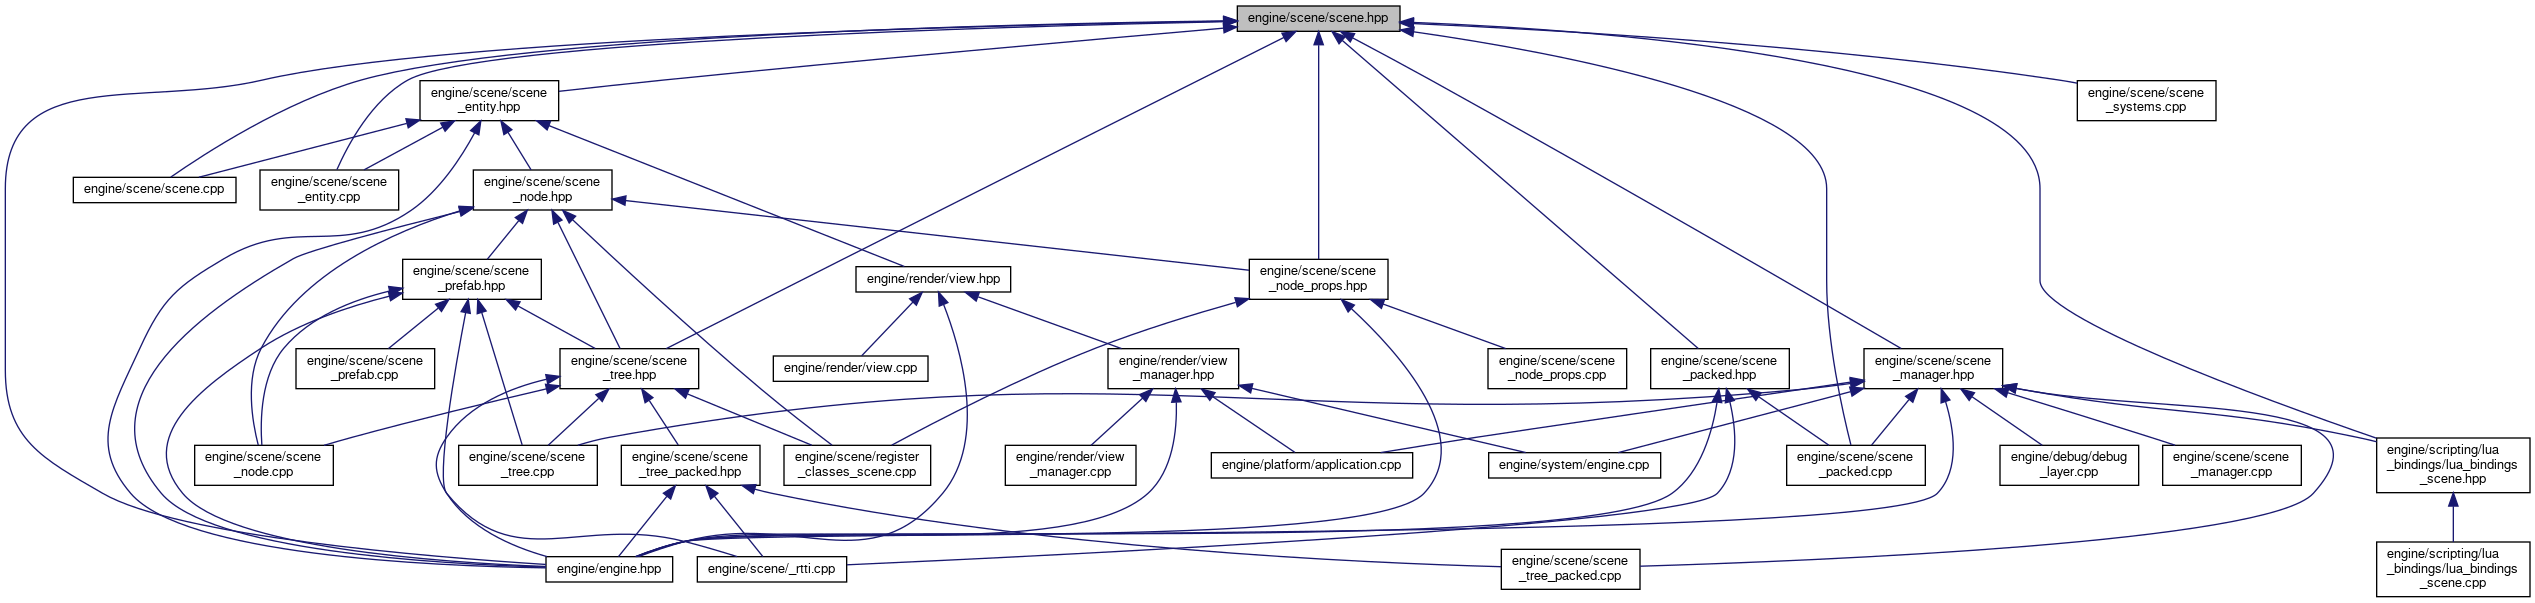 engine/scene/scene.hpp
engine/scene/scene
_entity.hpp
engine/scene/scene
_systems.cpp
engine/scene/scene.cpp
engine/scene/scene
_entity.cpp
engine/scene/scene
_node.hpp
engine/scene/scene
_prefab.hpp
engine/render/view.hpp
engine/scene/scene
_node_props.hpp
engine/scene/scene
_prefab.cpp
engine/scene/scene
_tree.hpp
engine/render/view.cpp
engine/render/view
_manager.hpp
engine/scene/scene
_node_props.cpp
engine/scene/scene
_packed.hpp
engine/scene/scene
_manager.hpp
engine/scene/scene
_node.cpp
engine/scene/scene
_tree.cpp
engine/scene/scene
_tree_packed.hpp
engine/scene/register
_classes_scene.cpp
engine/render/view
_manager.cpp
engine/platform/application.cpp
engine/system/engine.cpp
engine/scene/scene
_packed.cpp
engine/debug/debug
_layer.cpp
engine/scene/scene
_manager.cpp
engine/scripting/lua
_bindings/lua_bindings
_scene.hpp
engine/engine.hpp
engine/scene/_rtti.cpp
engine/scene/scene
_tree_packed.cpp
engine/scripting/lua
_bindings/lua_bindings
_scene.cpp